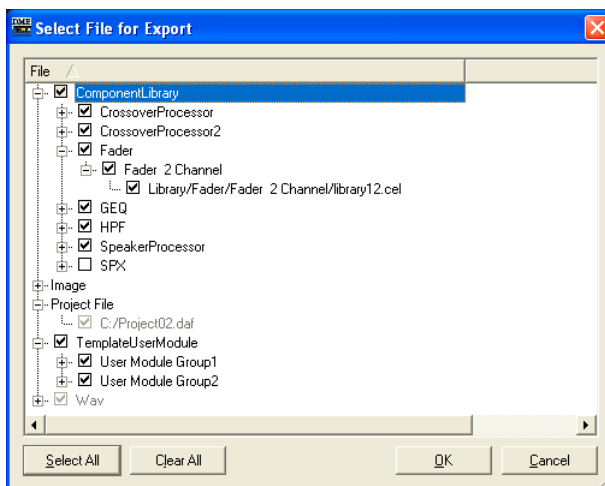 DME
Select File for Export
File
ComponentLibrary
CrossoverProcessor
CrossoverProcessor2
Fader
Fader 2 Channel
Library/Fader/Fader 2 Channel/library12.cel
GEQ
HPF
SpeakerProcessor
SPX
Image
Project File
C:/Project02.daf
TemplateUserModule
User Module Group1
User Module Group2
Wav
Select All Clear All OK Cancel